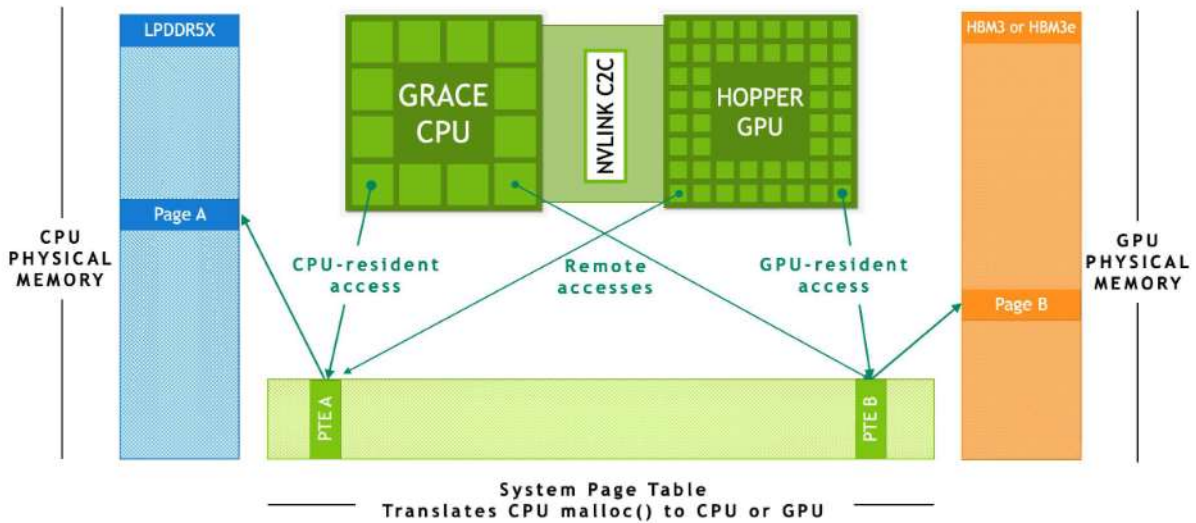 LPDDR5X
GRACE
CPU
NVLINK C2C
HOPPER
GPU
HBM3 or HBM3e
Page A
CPU
PHYSICAL
MEMORY
CPU-resident
access
Remote
accesses
GPU-resident
access
GPU
PHYSICAL
MEMORY
Page B
PTE A
PTE B
System Page Table
Translates CPU malloc() to CPU or GPU